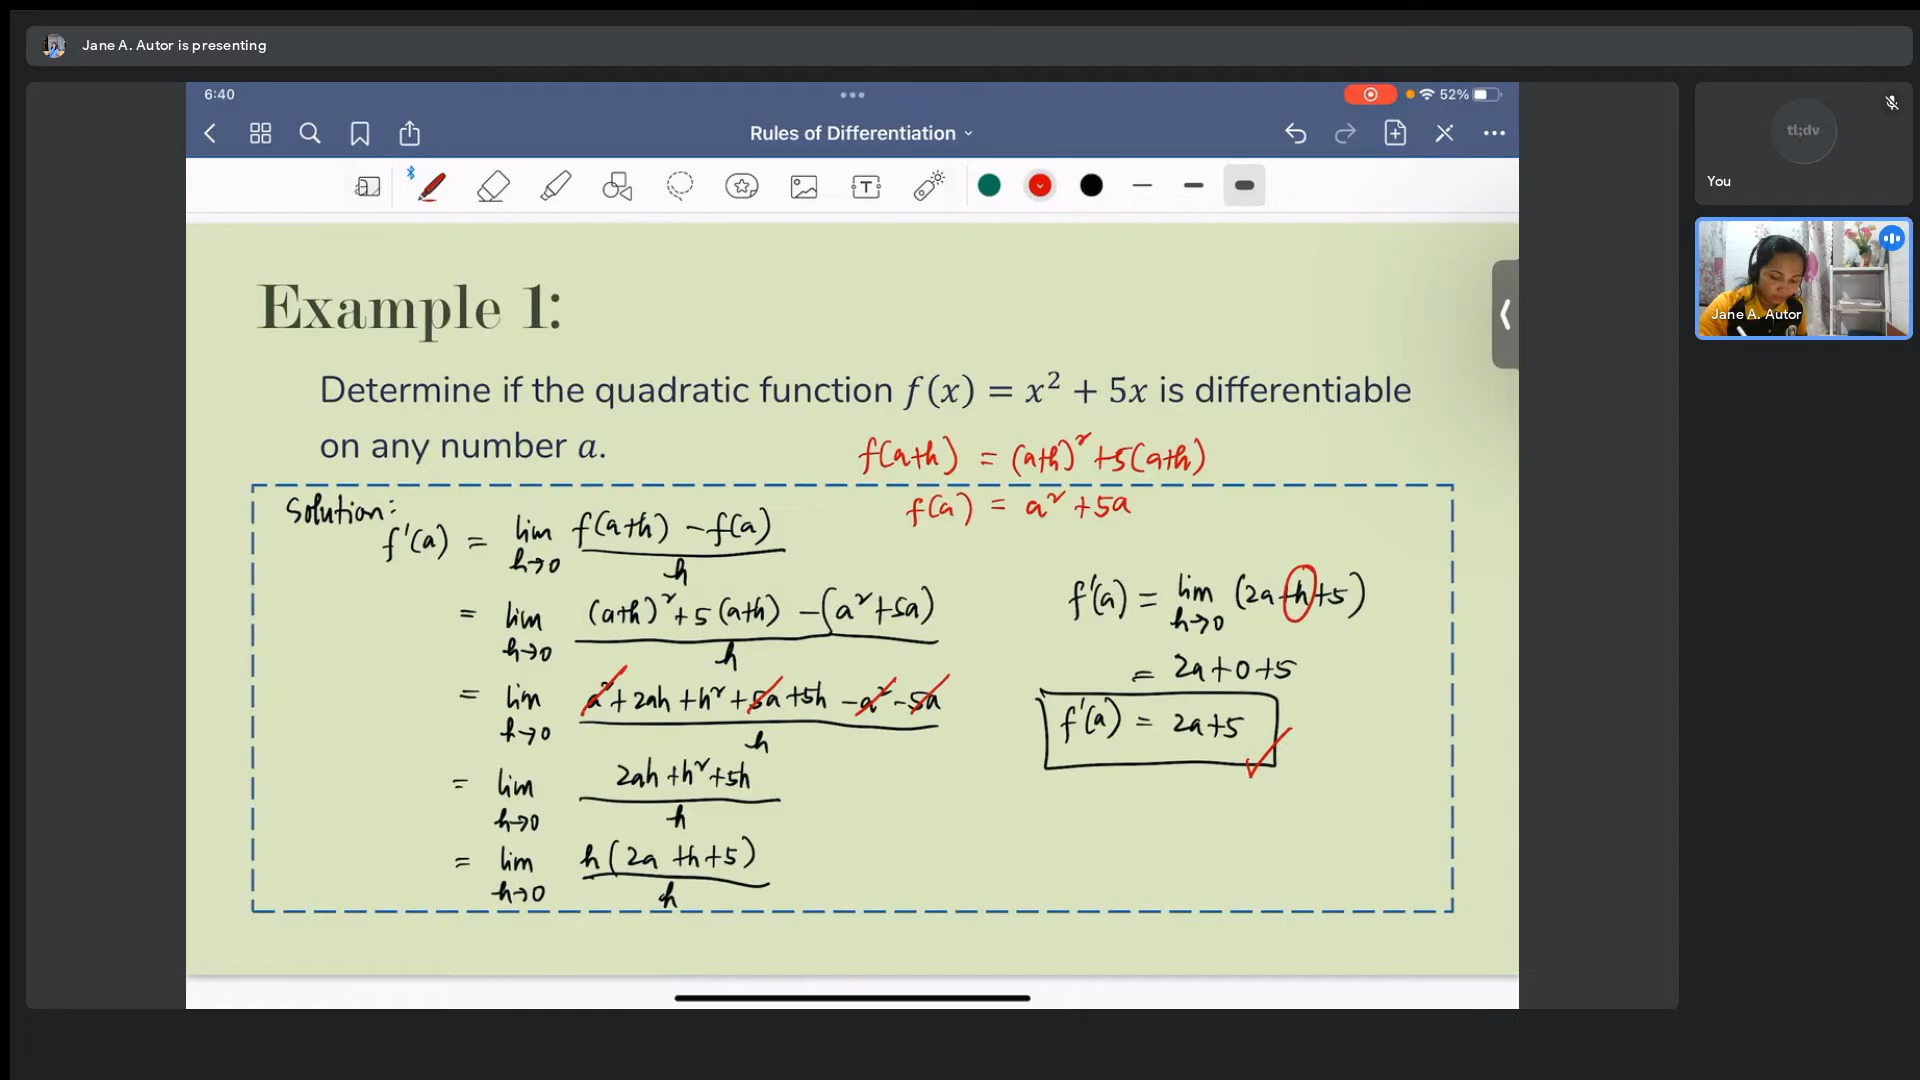 Jane A. Autor is presenting
6:40
52%
Rules of Differentiation
T
tl;dv
You
Jane A. Autor
Example 1:
Determine if the quadratic function f(x) = x² + 5x is differentiable
on any number a.
f(a+h) = (a+h)² + 5(a+h)
f(a) = a² + 5a
Solution:
f'(a) = lim h→0 f(a+h) - f(a) / h
= lim h→0 (a+h)² + 5(a+h) - (a² + 5a) / h
= lim h→0 a² + 2ah + h² + 5a + 5h - a² - 5a / h
= lim h→0 2ah + h² + 5h / h
= lim h→0 h(2a + h + 5) / h
f'(a) = lim h→0 (2a + h + 5)
= 2a + 0 + 5
f'(a) = 2a + 5